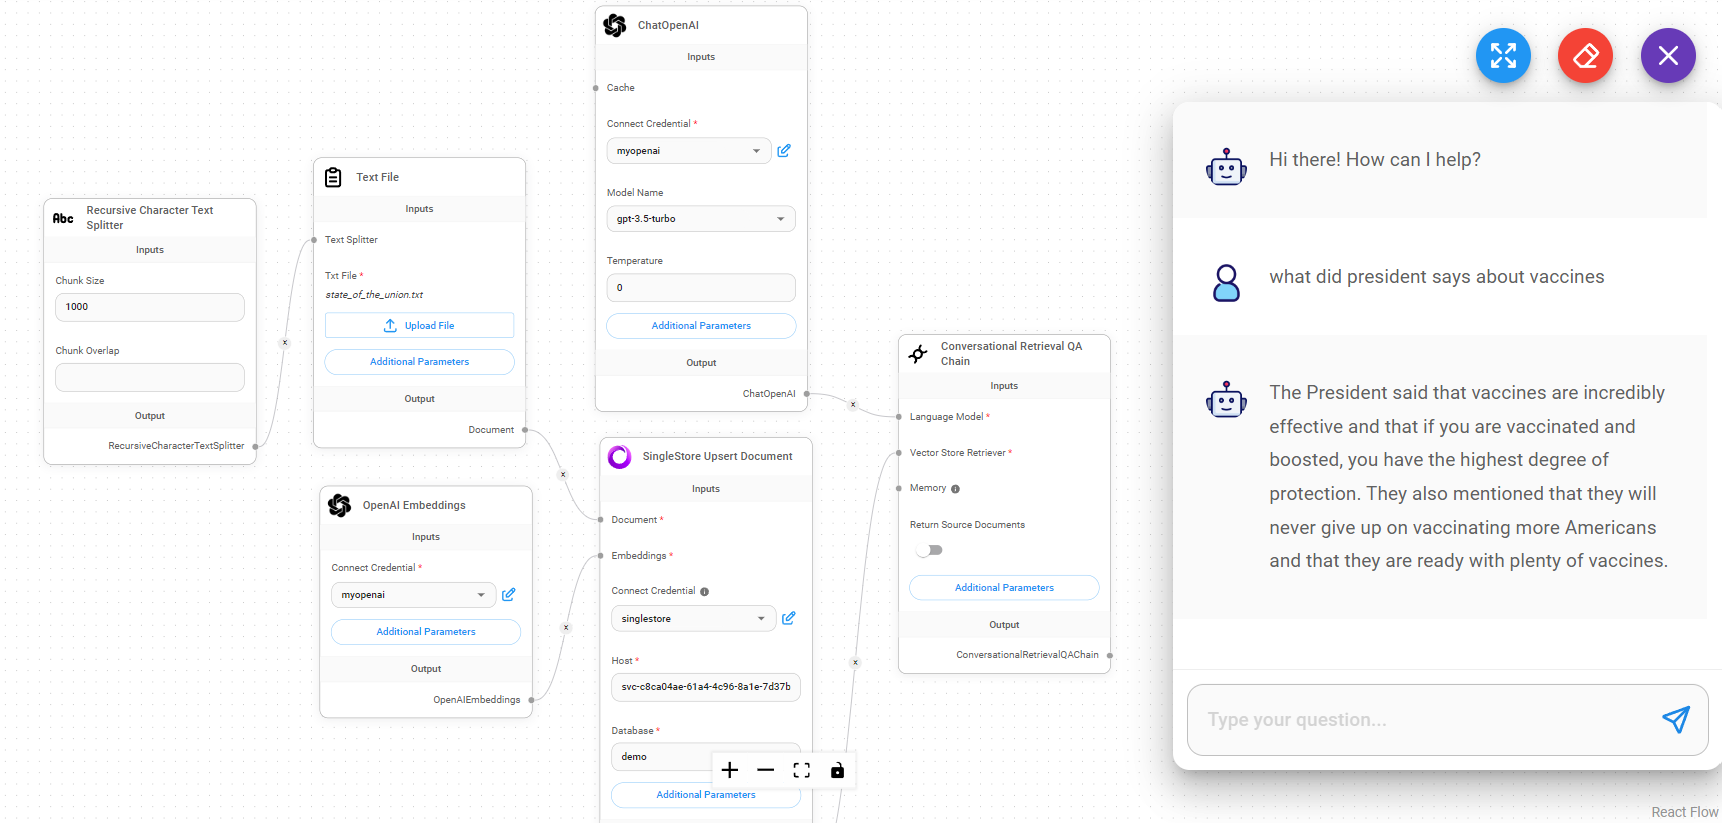 Abc
Recursive Character Text
Splitter
Inputs
Chunk Size
1000
Chunk Overlap
Output
RecursiveCharacterTextSplitter
x
Text File
Inputs
Text Splitter
Txt File *
state_of_the_union.txt
Upload File
Additional Parameters
Output
Document
x
OpenAI Embeddings
Inputs
Connect Credential *
myopenai
Additional Parameters
Output
OpenAIEmbeddings
x
ChatOpenAI
Inputs
Cache
Connect Credential *
myopenai
Model Name
gpt-3.5-turbo
Temperature
0
Additional Parameters
Output
ChatOpenAI
x
SingleStore Upsert Document
Inputs
Document *
Embeddings *
Connect Credential
singlestore
Host *
svc-c8ca04ae-61a4-4c96-8a1e-7d37b
Database *
demo
Additional Parameters
x
Conversational Retrieval QA
Chain
Inputs
Language Model *
Vector Store Retriever *
Memory
Return Source Documents
Additional Parameters
Output
ConversationalRetrievalQAChain
Hi there! How can I help?
what did president says about vaccines
The President said that vaccines are incredibly
effective and that if you are vaccinated and
boosted, you have the highest degree of
protection. They also mentioned that they will
never give up on vaccinating more Americans
and that they are ready with plenty of vaccines.
Type your question...
React Flow